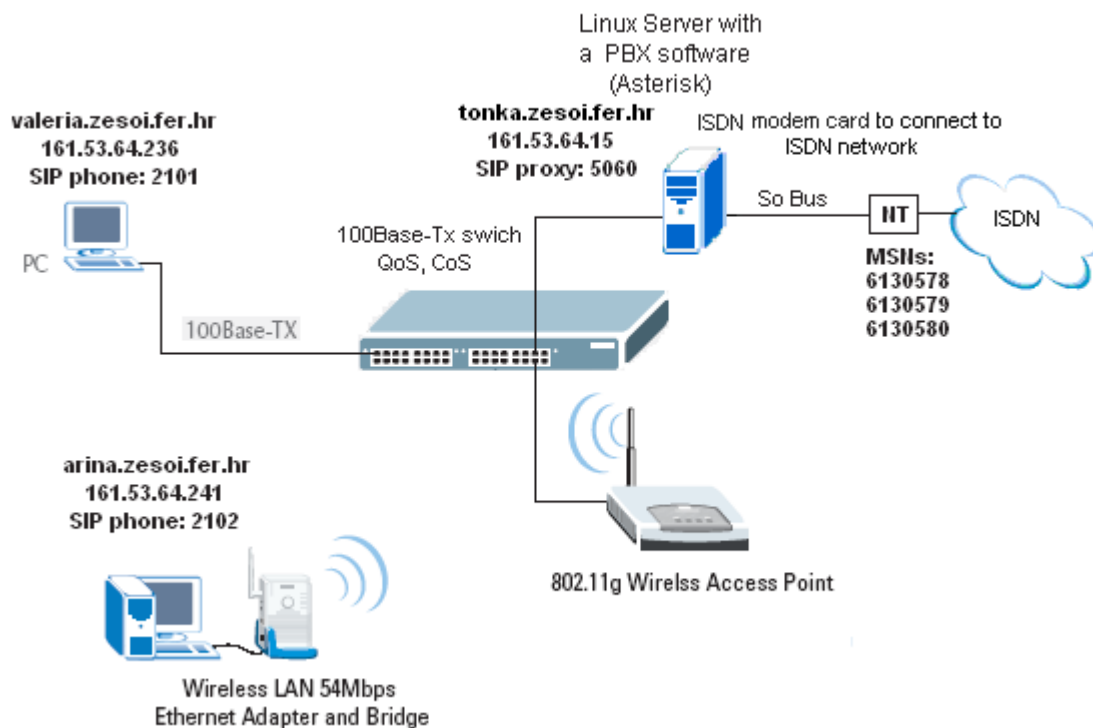 Linux Server with
a PBX software
(Asterisk)
valeria.zesoi.fer.hr
161.53.64.236
SIP phone: 2101
tonka.zesoi.fer.hr
161.53.64.15
SIP proxy: 5060
ISDN modem card to connect to
ISDN network
So Bus
NT
ISDN
MSNs:
6130578
6130579
6130580
PC
100Base-Tx swich
QoS, CoS
100Base-TX
arina.zesoi.fer.hr
161.53.64.241
SIP phone: 2102
802.11g Wirelss Access Point
Wireless LAN 54Mbps
Ethernet Adapter and Bridge